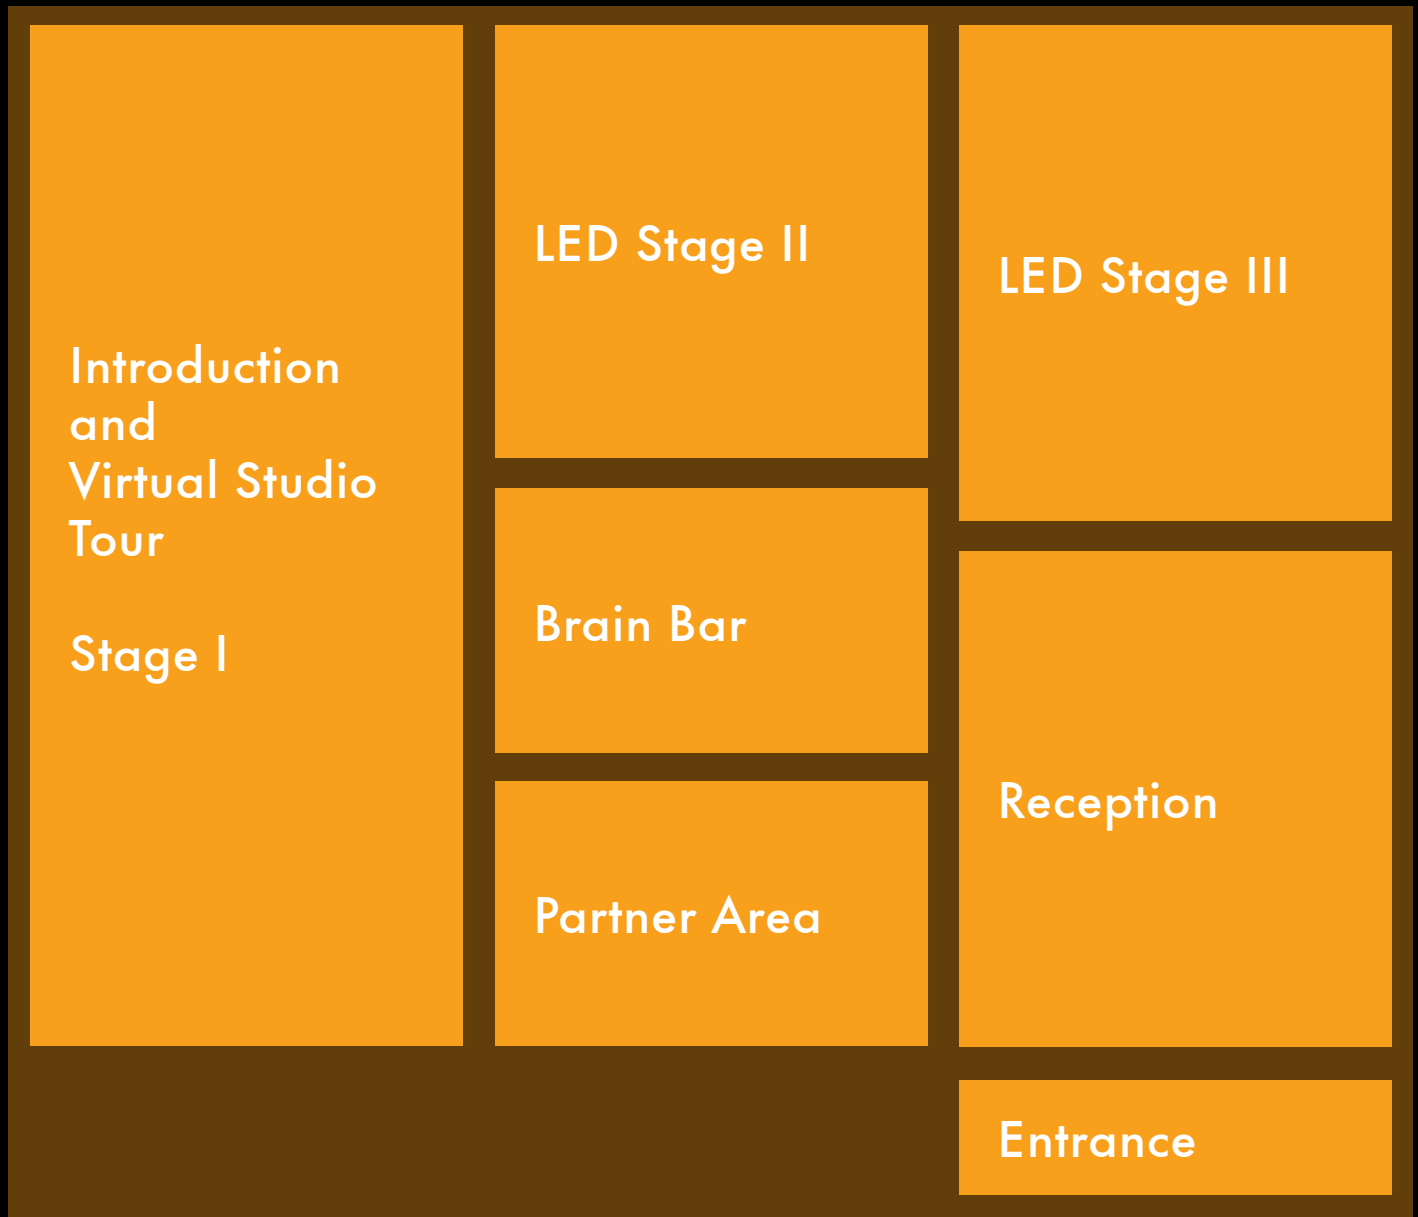 Introduction
and
Virtual Studio
Tour
Stage I
LED Stage II
Brain Bar
Partner Area
LED Stage III
Reception
Entrance